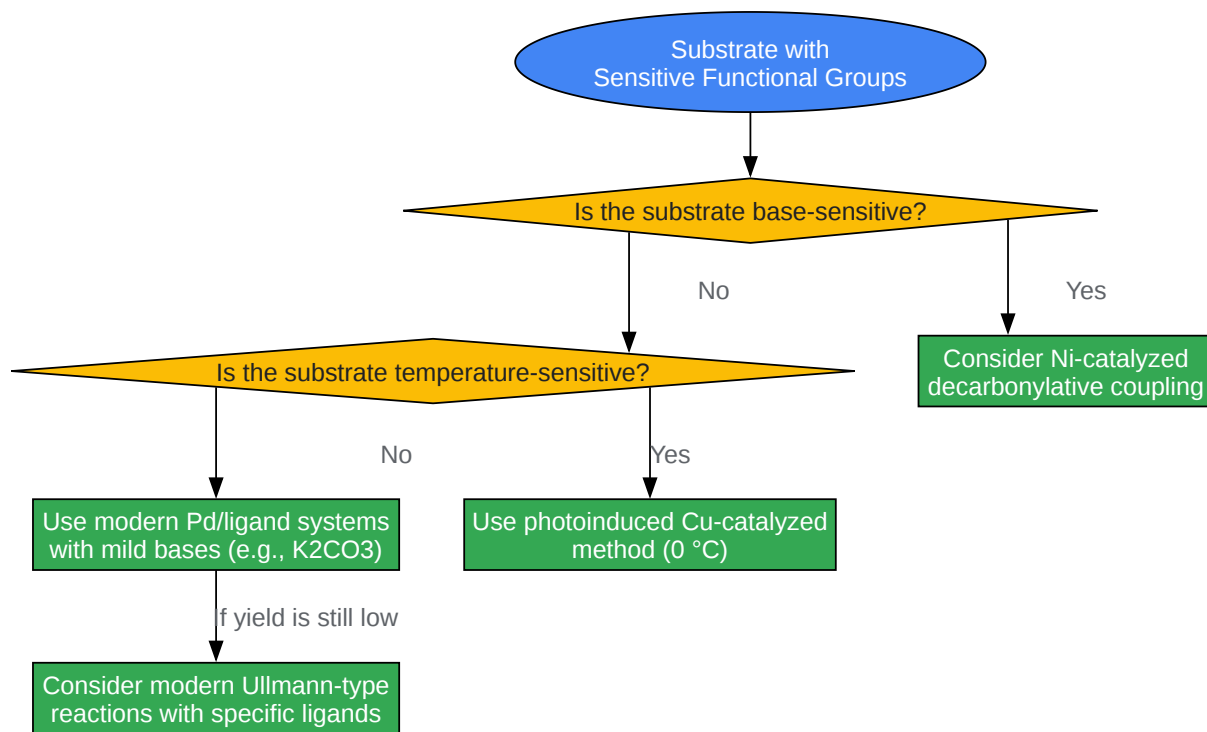 Substrate with
Sensitive Functional Groups
Is the substrate base-sensitive?
No
Yes
Consider Ni-catalyzed
decarbonylative coupling
Is the substrate temperature-sensitive?
No
Yes
Use modern Pd/ligand systems
with mild bases (e.g., K2CO3)
Use photoinduced Cu-catalyzed
method (0 °C)
If yield is still low
Consider modern Ullmann-type
reactions with specific ligands